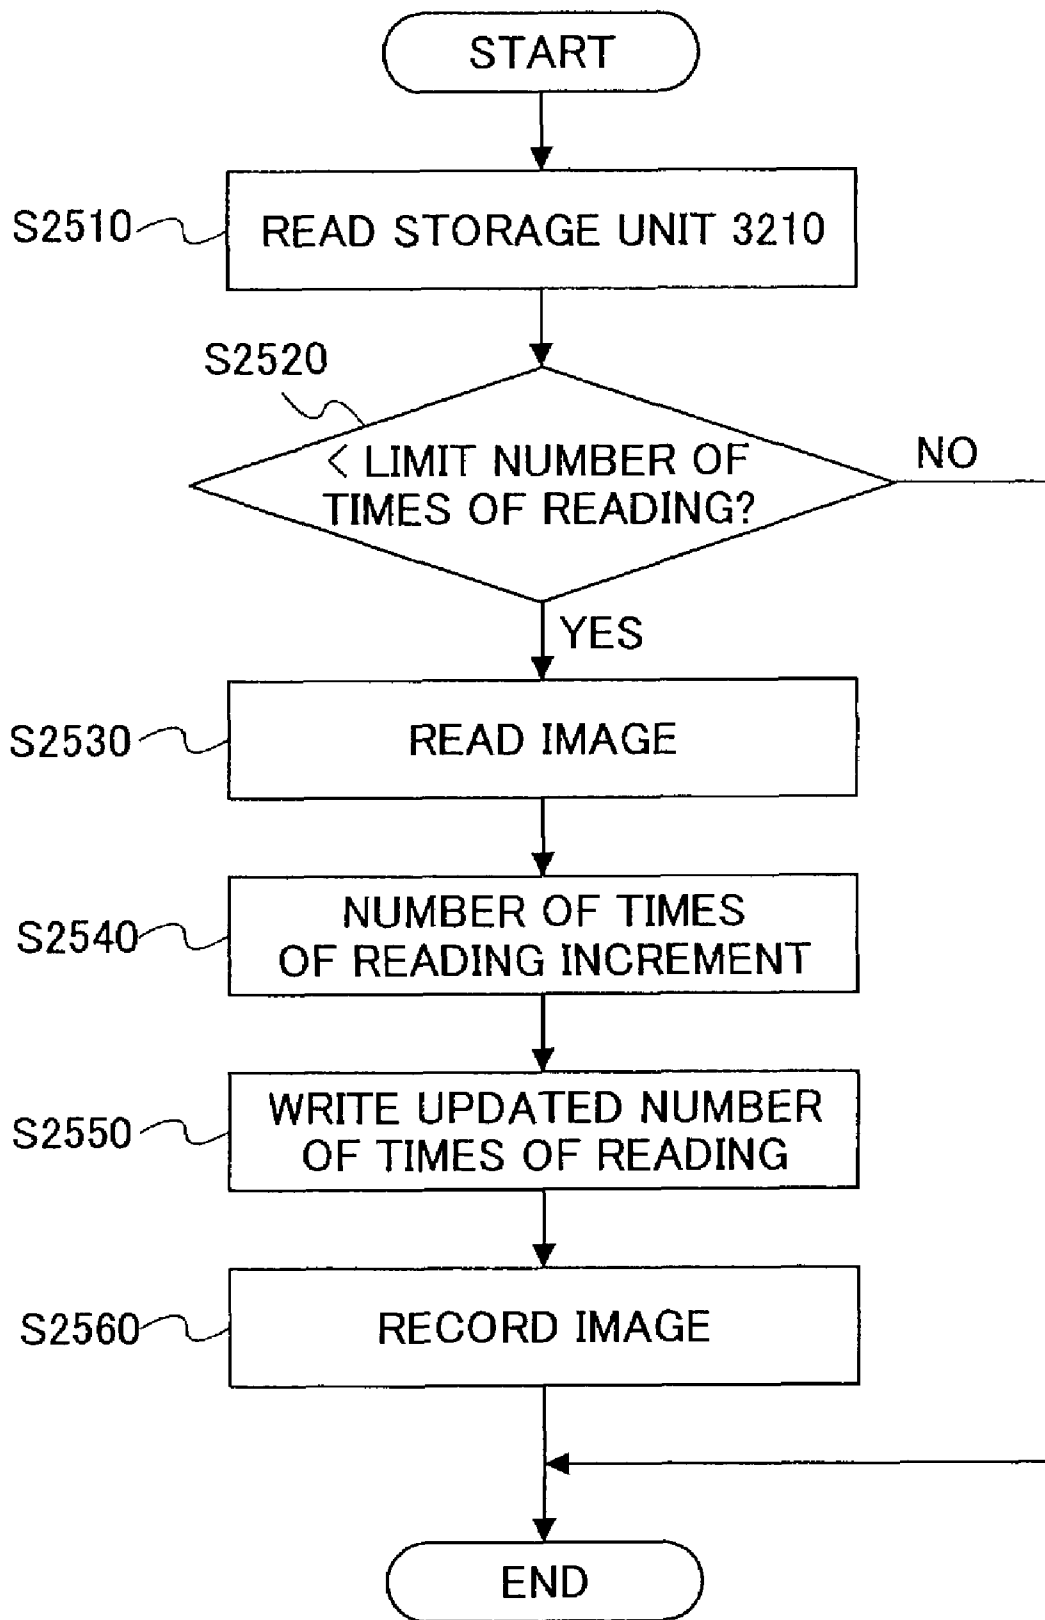 START
S2510
READ STORAGE UNIT 3210
S2520
< LIMIT NUMBER OF
TIMES OF READING?
NO
YES
S2530
READ IMAGE
S2540
NUMBER OF TIMES
OF READING INCREMENT
S2550
WRITE UPDATED NUMBER
OF TIMES OF READING
S2560
RECORD IMAGE
END